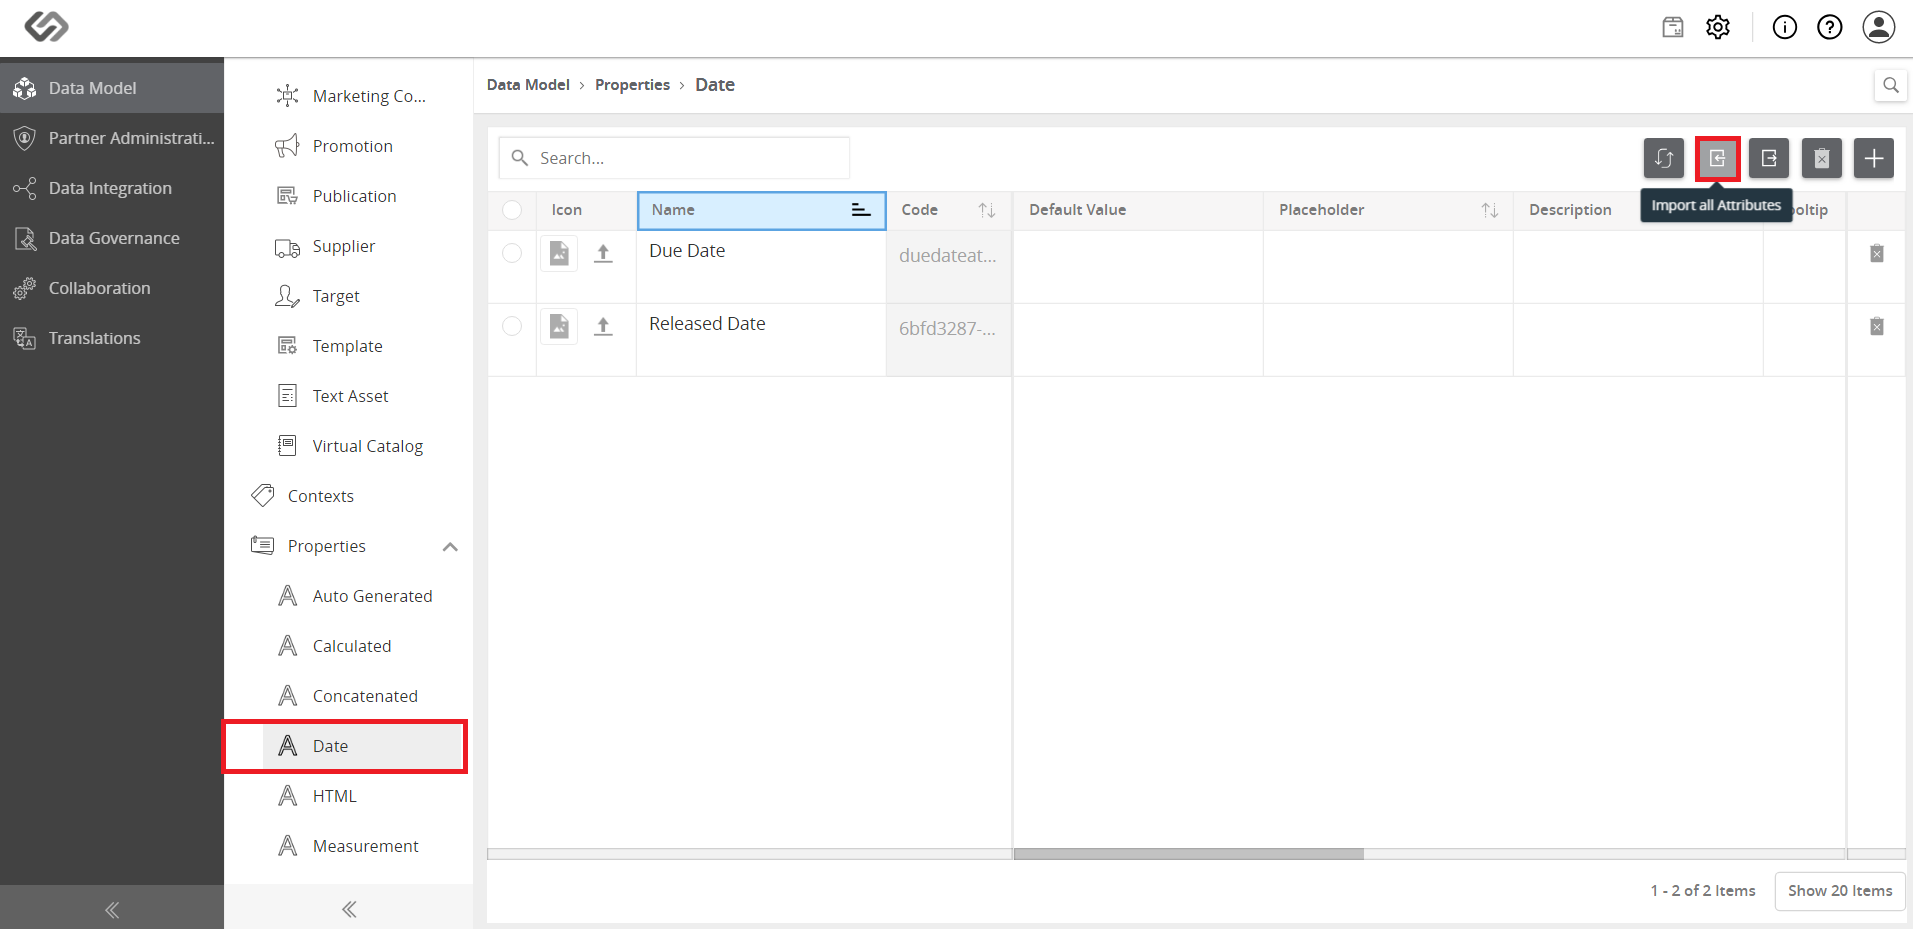 Data Model
Partner Administrati...
Data Integration
Data Governance
Collaboration
Translations
Marketing Co...
Promotion
Publication
Supplier
Target
Template
Text Asset
Virtual Catalog
Contexts
Properties
Auto Generated
Calculated
Concatenated
Date
HTML
Measurement
Data Model › Properties › Date
Search...
Import all Attributes
Icon Name Code Default Value Placeholder Description ooltip
Due Date duedateat...
Released Date 6bfd3287-...
1 - 2 of 2 Items Show 20 Items